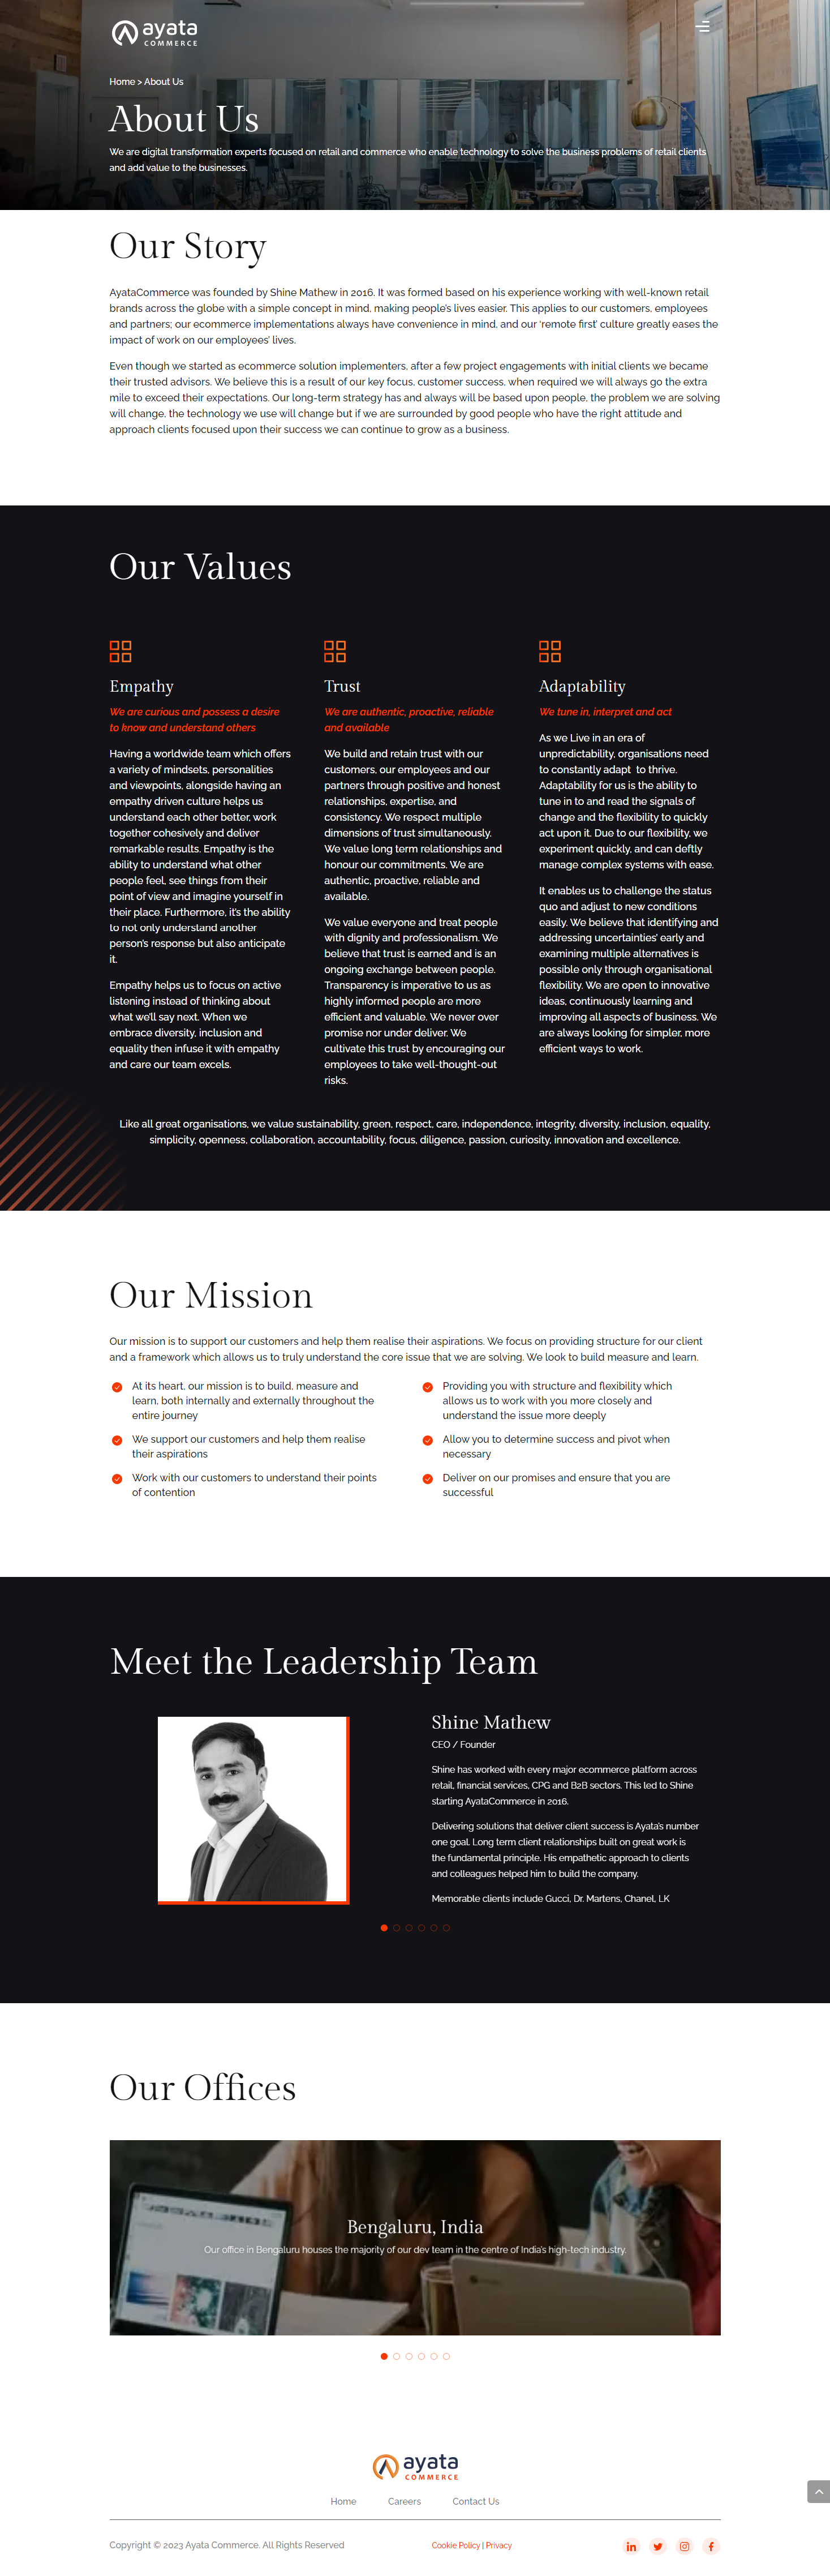 ayata
COMMERCE
Home > About Us
About Us
We are digital transformation experts focused on retail and commerce who enable technology to solve the business problems of retail clients
and add value to the businesses.
Our Story
AyataCommerce was founded by Shine Mathew in 2016. It was formed based on his experience working with well-known retail
brands across the globe with a simple concept in mind, making people's lives easier. This applies to our customers, employees
and partners; our ecommerce implementations always have convenience in mind, and our 'remote first' culture greatly eases the
impact of work on our employees' lives.
Even though we started as ecommerce solution implementers, after a few project engagements with initial clients we became
their trusted advisors. We believe this is a result of our key focus, customer success, when required we will always go the extra
mile to exceed their expectations. Our long-term strategy has and always will be based upon people, the problem we are solving
will change, the technology we use will change but if we are surrounded by good people who have the right attitude and
approach clients focused upon their success we can continue to grow as a business.
Our Values
Empathy
We are curious and possess a desire
to know and understand others
Having a worldwide team which offers
a variety of mindsets, personalities
and viewpoints, alongside having an
empathy driven culture helps us
understand each other better, work
together cohesively and deliver
remarkable results. Empathy is the
ability to understand what other
people feel, see things from their
point of view and imagine yourself in
their place. Furthermore, it's the ability
to not only understand another
person's response but also anticipate
it.
Empathy helps us to focus on active
listening instead of thinking about
what we'll say next. When we
embrace diversity, inclusion and
equality then infuse it with empathy
and care our team excels.
Trust
We are authentic, proactive, reliable
and available
We build and retain trust with our
customers, our employees and our
partners through positive and honest
relationships, expertise, and
consistency. We respect multiple
dimensions of trust simultaneously.
We value long term relationships and
honour our commitments. We are
authentic, proactive, reliable and
available.
We value everyone and treat people
with dignity and professionalism. We
believe that trust is earned and is an
ongoing exchange between people.
Transparency is imperative to us as
highly informed people are more
efficient and valuable. We never over
promise nor under deliver. We
cultivate this trust by encouraging our
employees to take well-thought-out
risks.
Adaptability
We tune in, interpret and act
As we Live in an era of
unpredictability, organisations need
to constantly adapt to thrive.
Adaptability for us is the ability to
tune in to and read the signals of
change and the flexibility to quickly
act upon it. Due to our flexibility, we
experiment quickly, and can deftly
manage complex systems with ease.
It enables us to challenge the status
quo and adjust to new conditions
easily. We believe that identifying and
addressing uncertainties' early and
examining multiple alternatives is
possible only through organisational
flexibility. We are open to innovative
ideas, continuously learning and
improving all aspects of business. We
are always looking for simpler, more
efficient ways to work.
Like all great organisations, we value sustainability, green, respect, care, independence, integrity, diversity, inclusion, equality,
simplicity, openness, collaboration, accountability, focus, diligence, passion, curiosity, innovation and excellence.
Our Mission
Our mission is to support our customers and help them realise their aspirations. We focus on providing structure for our client
and a framework which allows us to truly understand the core issue that we are solving. We look to build measure and learn.
At its heart, our mission is to build, measure and
learn, both internally and externally throughout the
entire journey
We support our customers and help them realise
their aspirations
Work with our customers to understand their points
of contention
Providing you with structure and flexibility which
allows us to work with you more closely and
understand the issue more deeply
Allow you to determine success and pivot when
necessary
Deliver on our promises and ensure that you are
successful
Meet the Leadership Team
Shine Mathew
CEO / Founder
Shine has worked with every major ecommerce platform across
retail, financial services, CPG and B2B sectors. This led to Shine
starting AyataCommerce in 2016.
Delivering solutions that deliver client success is Ayata's number
one goal. Long term client relationships built on great work is
the fundamental principle. His empathetic approach to clients
and colleagues helped him to build the company.
Memorable clients include Gucci, Dr. Martens, Chanel, LK
Our Offices
Bengaluru, India
Our office in Bengaluru houses the majority of our dev team in the centre of India's high-tech industry.
ayata
COMMERCE
Home Careers Contact Us
Copyright © 2023 Ayata Commerce. All Rights Reserved
Cookie Policy | Privacy